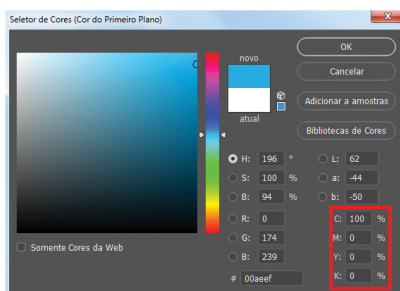 Seletor de Cores (Cor do Primeiro Plano)
X
novo
atual
OK
Cancelar
Adicionar a amostras
Bibliotecas de Cores
H: 196 °
S: 100 %
B: 94 %
R: 0
G: 174
B: 239
# 00aeef
L: 62
a: -44
b: -50
C: 100 %
M: 0 %
Y: 0 %
K: 0 %
Somente Cores da Web